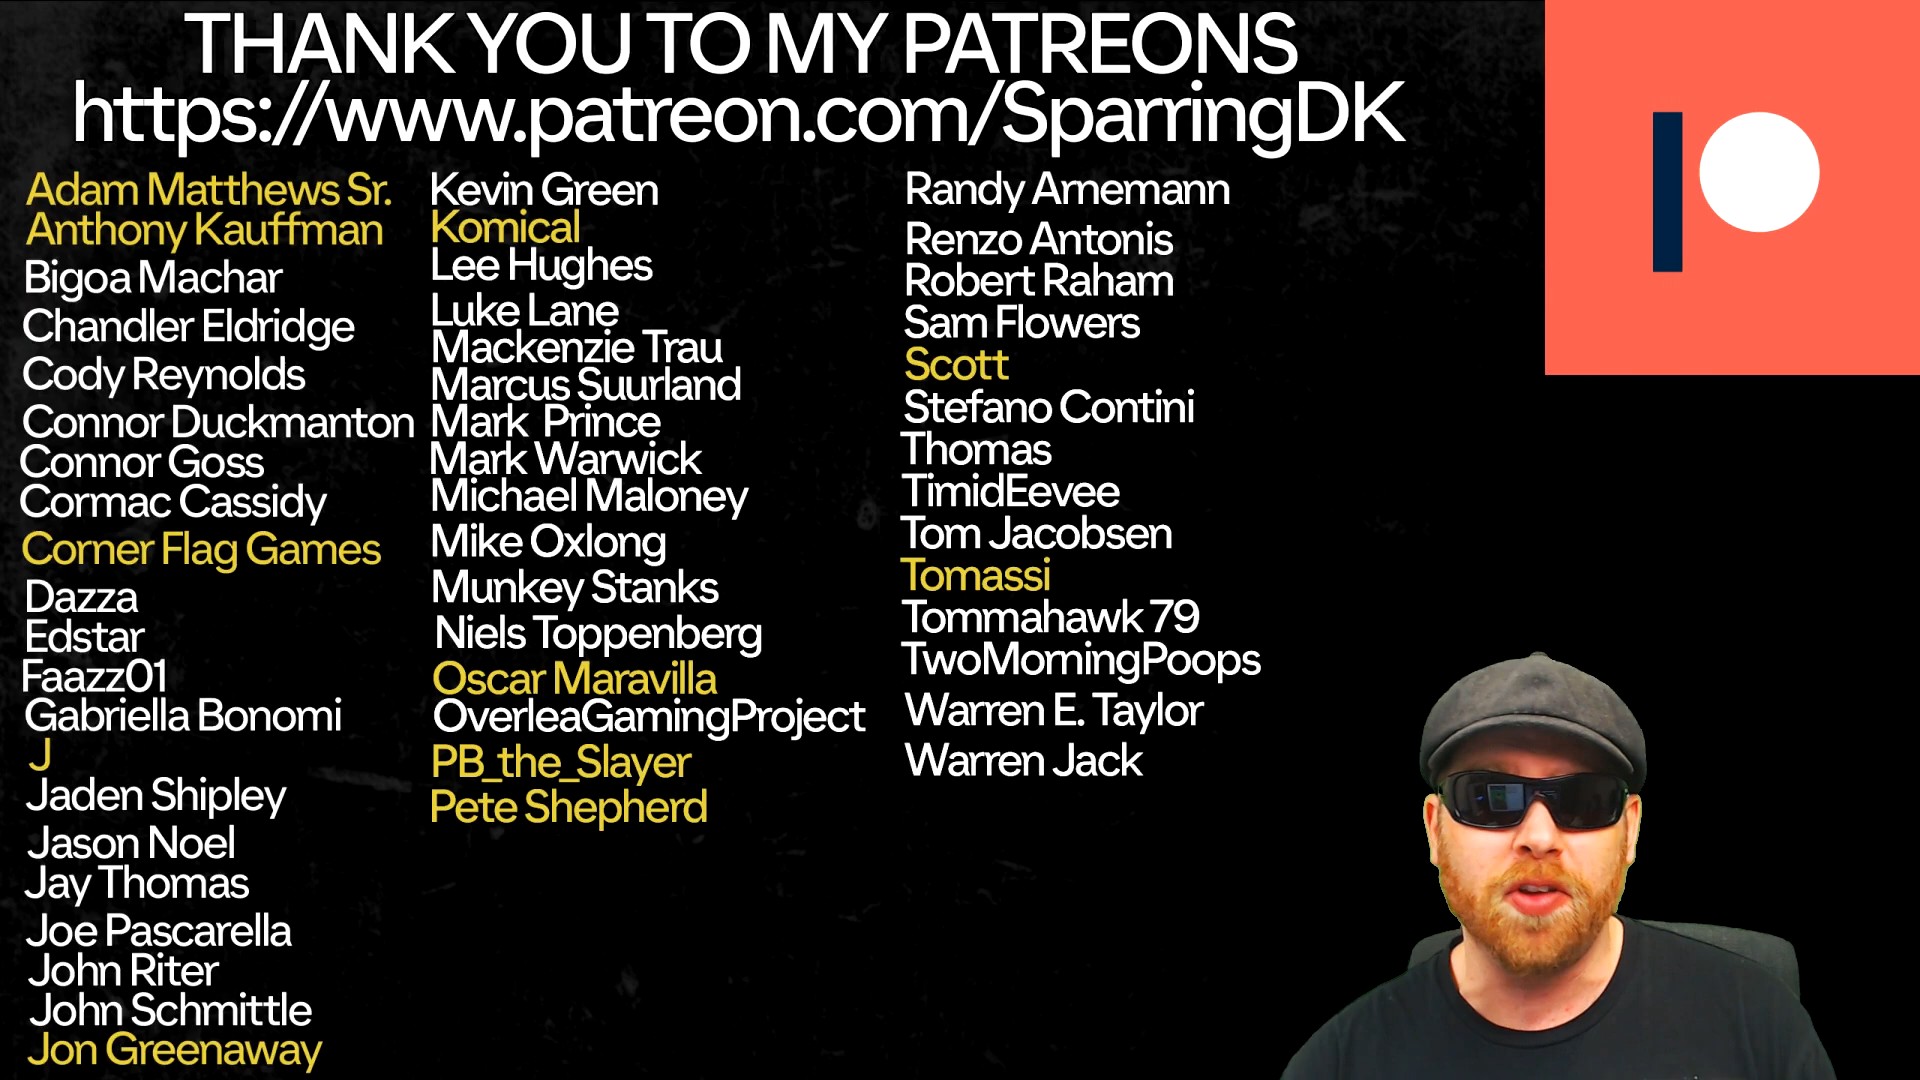 THANK YOU TO MY PATREONS
https://www.patreon.com/SparringDK
Adam Matthews Sr.
Anthony Kauffman
Bigoa Machar
Chandler Eldridge
Cody Reynolds
Connor Duckmanton
Connor Goss
Cormac Cassidy
Corner Flag Games
Dazza
Edstar
Faazz01
Gabriella Bonomi
J
Jaden Shipley
Jason Noel
Jay Thomas
Joe Pascarella
John Riter
John Schmittle
Jon Greenaway
Kevin Green
Komical
Lee Hughes
Luke Lane
Mackenzie Trau
Marcus Suurland
Mark Prince
Mark Warwick
Michael Maloney
Mike Oxlong
Munkey Stanks
Niels Toppenberg
Oscar Maravilla
OverleaGamingProject
PB_the_Slayer
Pete Shepherd
Randy Arnemann
Renzo Antonis
Robert Raham
Sam Flowers
Scott
Stefano Contini
Thomas
TimidEevee
Tom Jacobsen
Tomassi
Tommahawk 79
TwoMorningPoops
Warren E. Taylor
Warren Jack